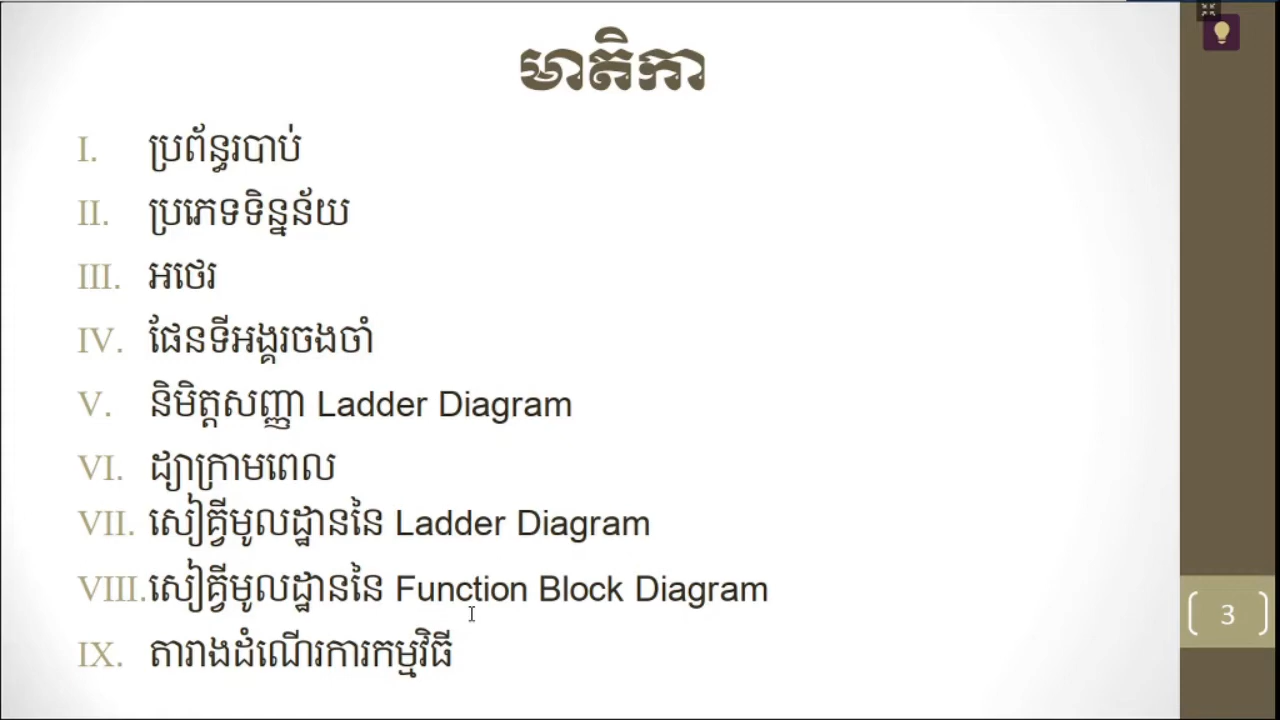 មាតិកា
I. ប្រព័ន្ធរបាប់
II. ប្រភេទទិន្នន័យ
III. អថេរ
IV. ផែនទីអង្គរចងចាំ
V. និមិត្តសញ្ញា Ladder Diagram
VI. ដ្យាក្រាមពេល
VII. សៀគ្វីមូលដ្ឋាននៃ Ladder Diagram
VIII. សៀគ្វីមូលដ្ឋាននៃ Function Block Diagram
3
IX. តារាងដំណើរការកម្មវិធី